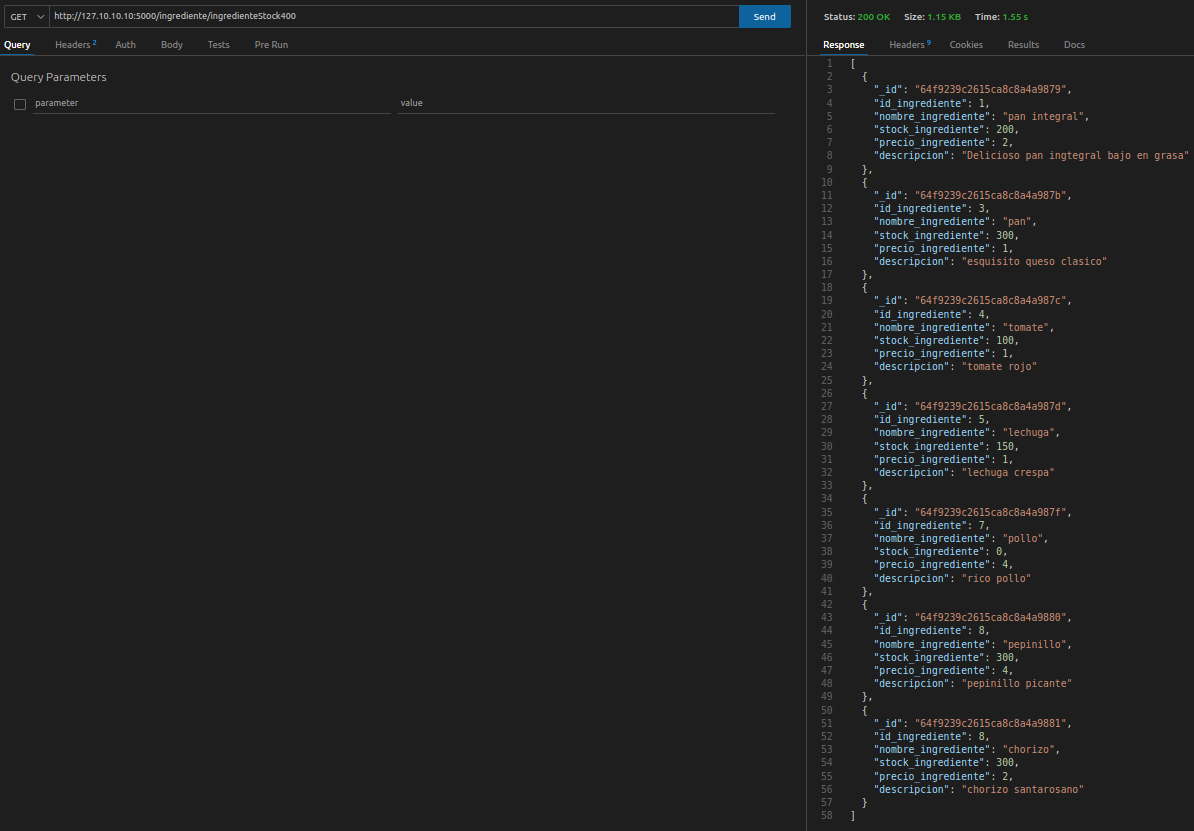 GET http://127.10.10.10:5000/ingrediente/ingredienteStock400 Send
Query Headers 2 Auth Body Tests Pre Run
Query Parameters
parameter value
Status: 200 OK Size: 1.15 KB Time: 1.55 s
Response Headers 9 Cookies Results Docs
1 [
2 {
3 "_id": "64f9239c2615ca8c8a4a9879",
4 "id_ingrediente": 1,
5 "nombre_ingrediente": "pan integral",
6 "stock_ingrediente": 200,
7 "precio_ingrediente": 2,
8 "descripcion": "Delicioso pan ingtegral bajo en grasa"
9 },
10 {
11 "_id": "64f9239c2615ca8c8a4a987b",
12 "id_ingrediente": 3,
13 "nombre_ingrediente": "pan",
14 "stock_ingrediente": 300,
15 "precio_ingrediente": 1,
16 "descripcion": "esquisito queso clasico"
17 },
18 {
19 "_id": "64f9239c2615ca8c8a4a987c",
20 "id_ingrediente": 4,
21 "nombre_ingrediente": "tomate",
22 "stock_ingrediente": 100,
23 "precio_ingrediente": 1,
24 "descripcion": "tomate rojo"
25 },
26 {
27 "_id": "64f9239c2615ca8c8a4a987d",
28 "id_ingrediente": 5,
29 "nombre_ingrediente": "lechuga",
30 "stock_ingrediente": 150,
31 "precio_ingrediente": 1,
32 "descripcion": "lechuga crespa"
33 },
34 {
35 "_id": "64f9239c2615ca8c8a4a987f",
36 "id_ingrediente": 7,
37 "nombre_ingrediente": "pollo",
38 "stock_ingrediente": 0,
39 "precio_ingrediente": 4,
40 "descripcion": "rico pollo"
41 },
42 {
43 "_id": "64f9239c2615ca8c8a4a9880",
44 "id_ingrediente": 8,
45 "nombre_ingrediente": "pepinillo",
46 "stock_ingrediente": 300,
47 "precio_ingrediente": 4,
48 "descripcion": "pepinillo picante"
49 },
50 {
51 "_id": "64f9239c2615ca8c8a4a9881",
52 "id_ingrediente": 8,
53 "nombre_ingrediente": "chorizo",
54 "stock_ingrediente": 300,
55 "precio_ingrediente": 2,
56 "descripcion": "chorizo santarosano"
57 }
58 ]